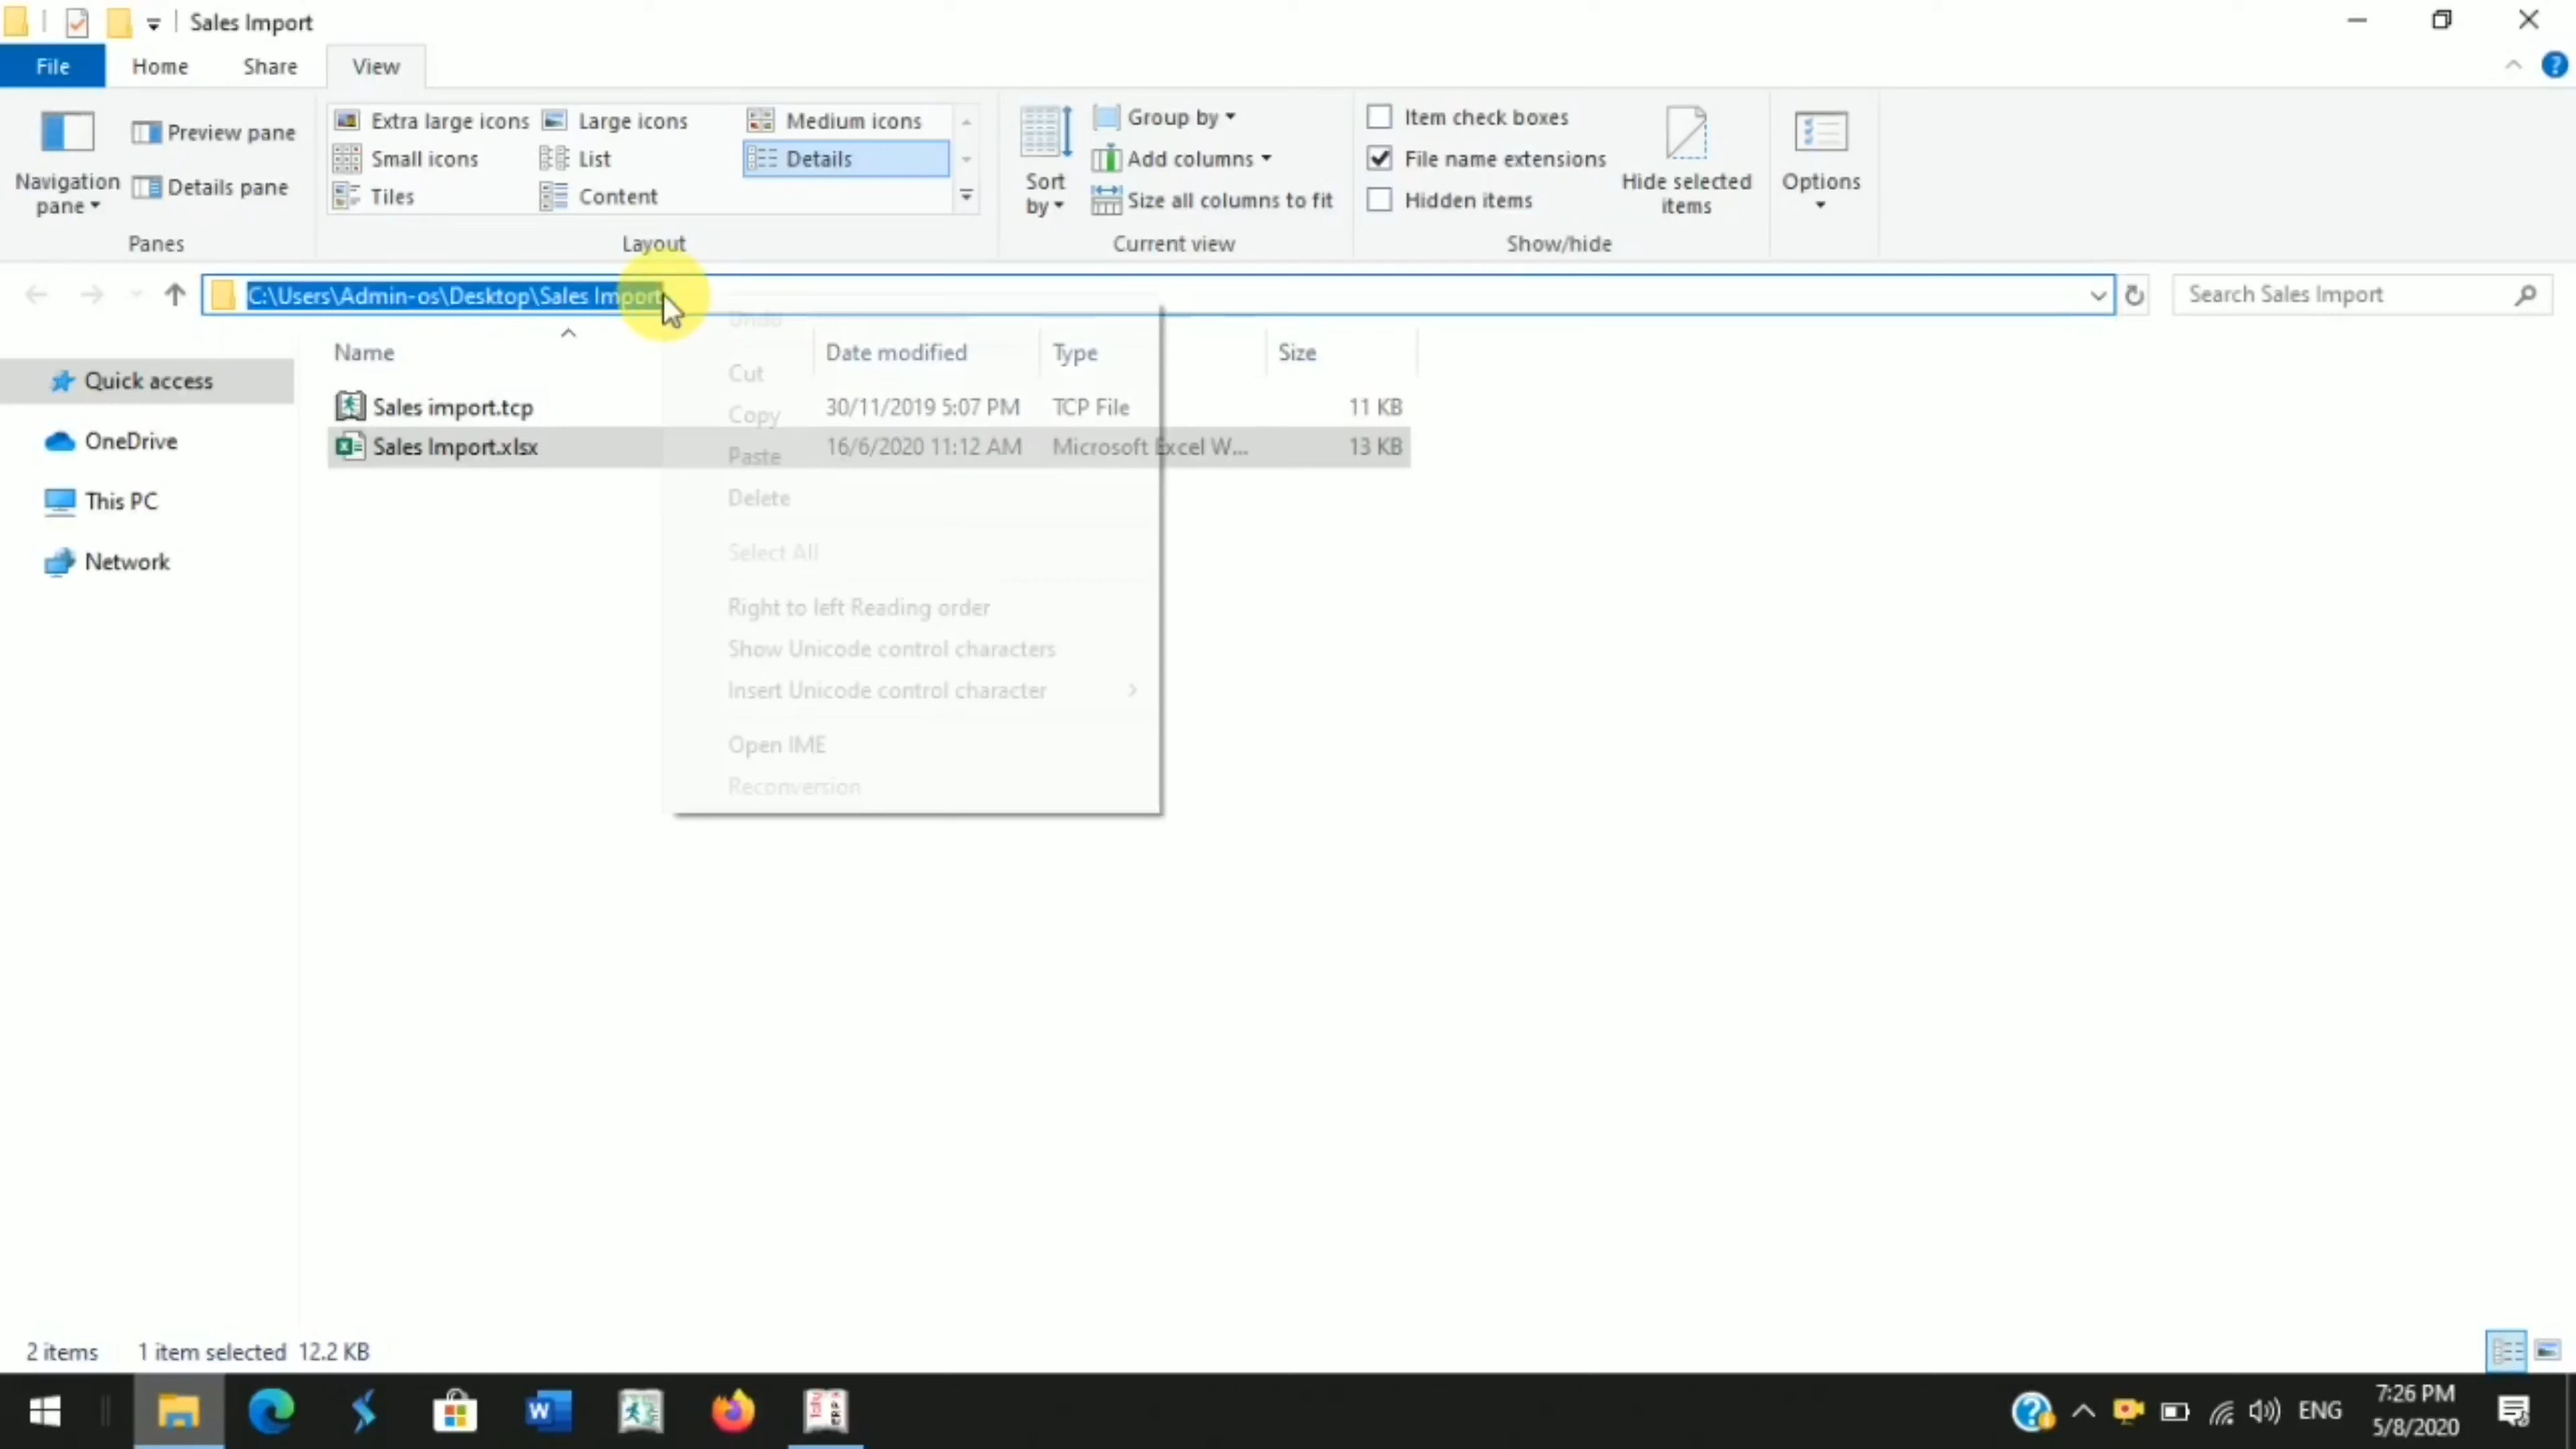 Sales Import
File Home Share View
Navigation pane
Preview pane
Details pane
Panes
Extra large icons Large icons Medium icons
Small icons List Details
Tiles Content
Layout
Sort by
Group by
Add columns
Size all columns to fit
Current view
Item check boxes
File name extensions
Hidden items
Hide selected items
Show/hide
Options
C:\Users\Admin-os\Desktop\Sales Import
Search Sales Import
Name Date modified Type Size
Sales import.tcp 30/11/2019 5:07 PM TCP File 11 KB
Sales Import.xlsx 16/6/2020 11:12 AM Microsoft Excel W... 13 KB
Quick access
OneDrive
This PC
Network
Undo
Cut
Copy
Paste
Delete
Select All
Right to left Reading order
Show Unicode control characters
Insert Unicode control character
Open IME
Reconversion
2 items 1 item selected 12.2 KB
ENG
7:26 PM
5/8/2020